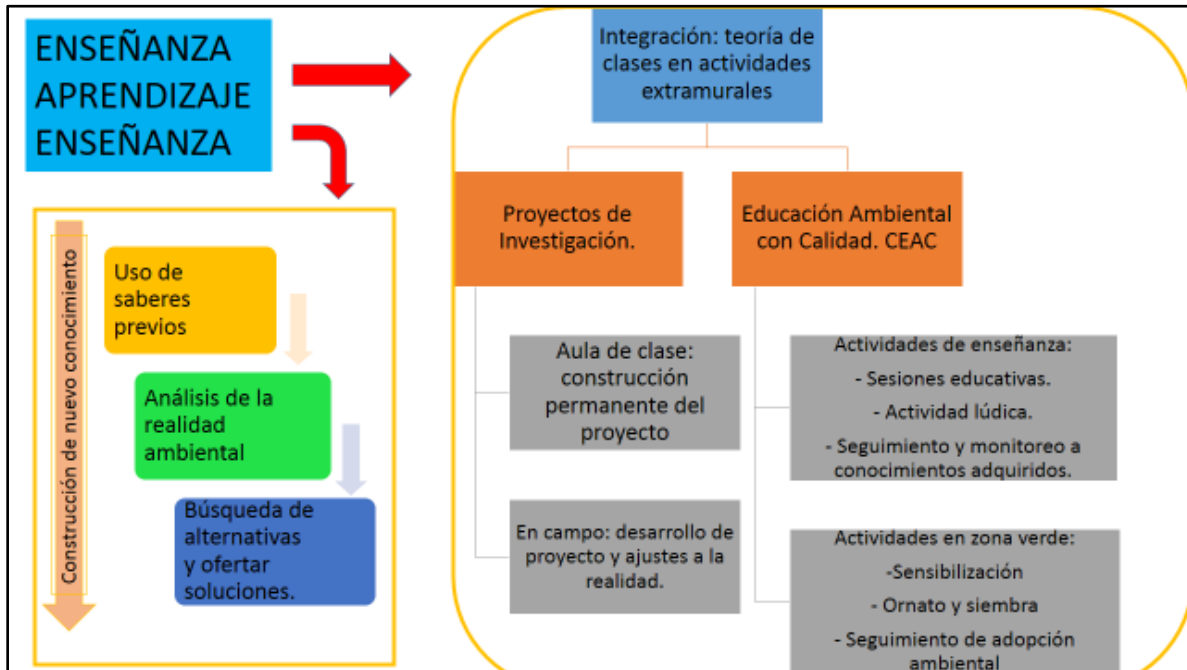 ENSEÑANZA
APRENDIZAJE
ENSEÑANZA
Construcción de nuevo conocimiento
Uso de
saberes
previos
Análisis de la
realidad
ambiental
Búsqueda de
alternativas
y ofertar
soluciones.
Integración: teoría de
clases en actividades
extramurales
Proyectos de
Investigación.
Aula de clase:
construcción
permanente del
proyecto
En campo: desarrollo de
proyecto y ajustes a la
realidad.
Educación Ambiental
con Calidad. CEAC
Actividades de enseñanza:
- Sesiones educativas.
- Actividad lúdica.
- Seguimiento y monitoreo a
conocimientos adquiridos.
Actividades en zona verde:
-Sensibilización
- Ornato y siembra
- Seguimiento de adopción
ambiental